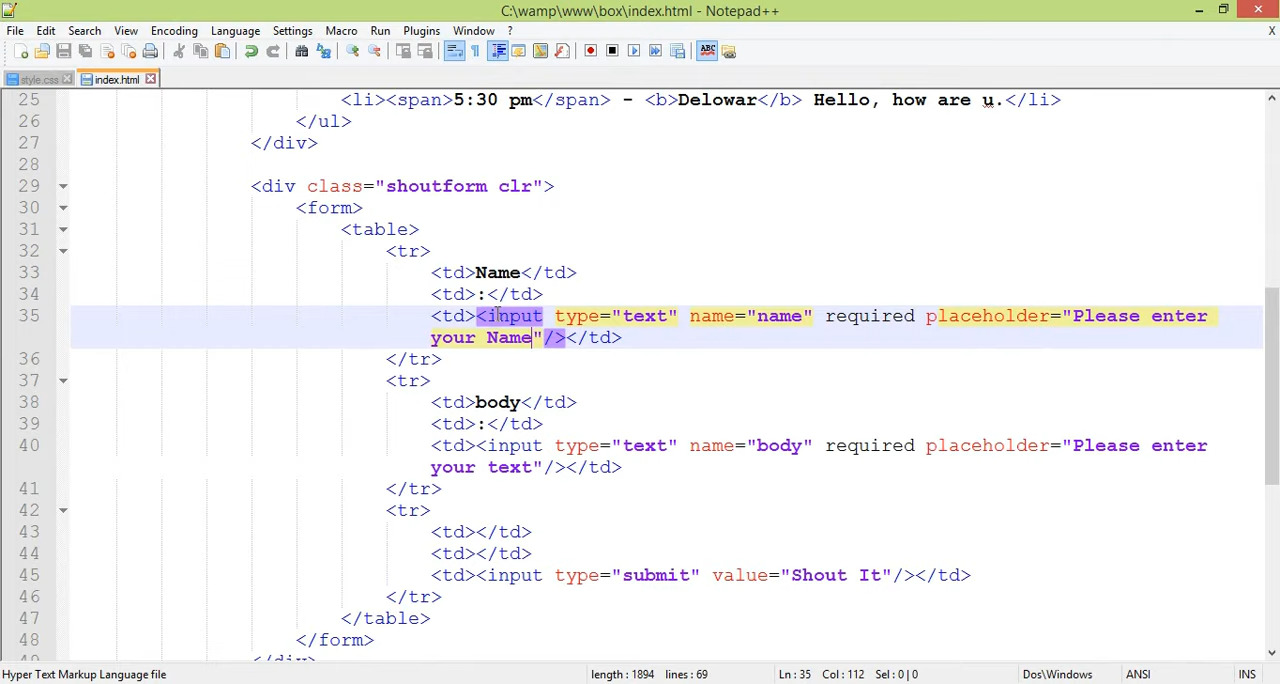 C:\wamp\www\box\index.html - Notepad++
File Edit Search View Encoding Language Settings Macro Run Plugins Window ? X
ABC
style.css index.html
25 <li><span>5:30 pm</span> - <b>Delowar</b> Hello, how are u.</li>
26 </ul>
27 </div>
28
29 <div class="shoutform clr">
30 <form>
31 <table>
32 <tr>
33 <td>Name</td>
34 <td>:</td>
35 <td><input type="text" name="name" required placeholder="Please enter
your Name"/></td>
36 </tr>
37 <tr>
38 <td>body</td>
39 <td>:</td>
40 <td><input type="text" name="body" required placeholder="Please enter
your text"/></td>
41 </tr>
42 <tr>
43 <td></td>
44 <td></td>
45 <td><input type="submit" value="Shout It"/></td>
46 </tr>
47 </table>
48 </form>
49 </div>
Hyper Text Markup Language file length : 1894 lines : 69 Ln : 35 Col : 112 Sel : 0 | 0 Dos\Windows ANSI INS